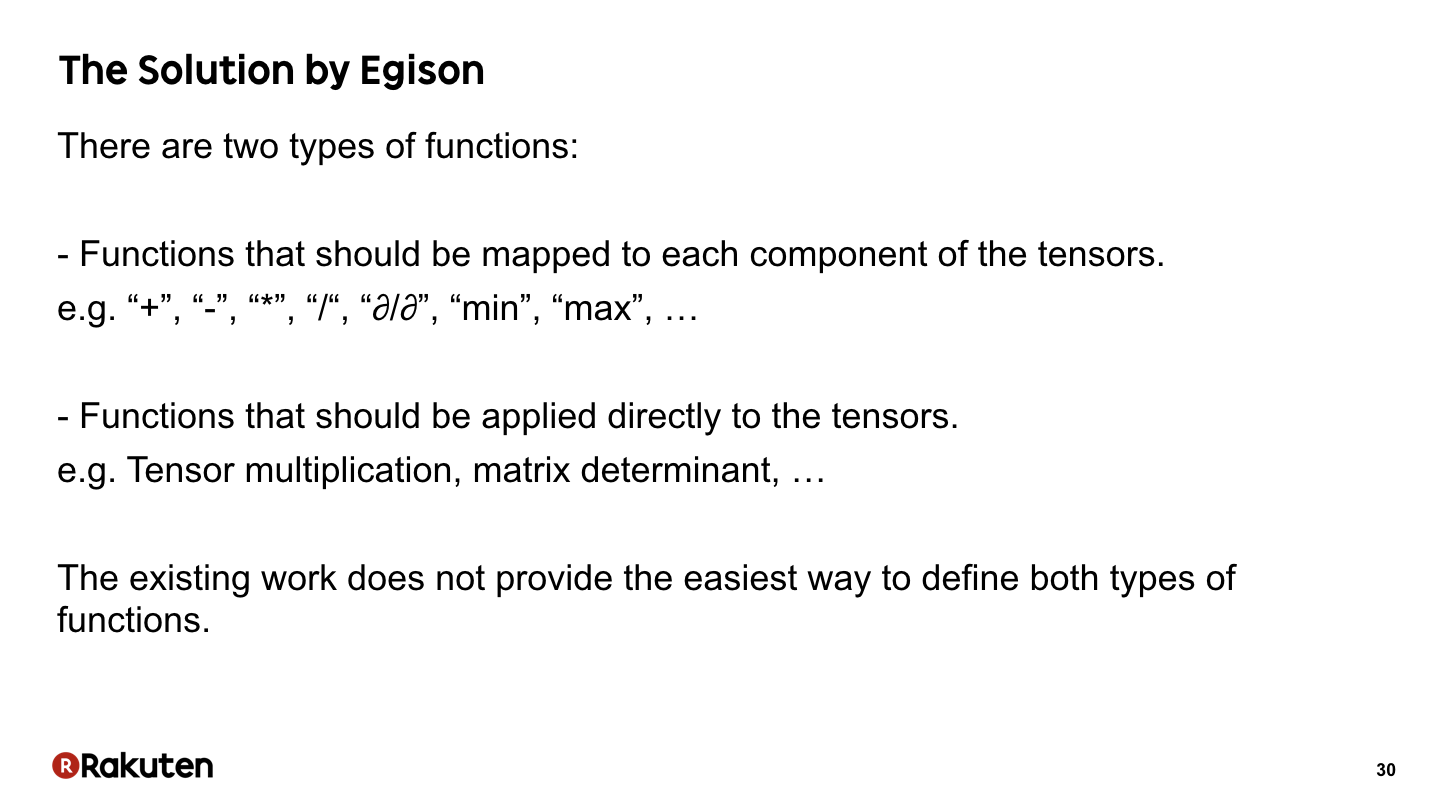 The Solution by Egison
There are two types of functions:
- Functions that should be mapped to each component of the tensors.
e.g. “+”, “-”, “*”, “/“, “∂/∂”, “min”, “max”, …
- Functions that should be applied directly to the tensors.
e.g. Tensor multiplication, matrix determinant, …
The existing work does not provide the easiest way to define both types of
functions.
R Rakuten
30